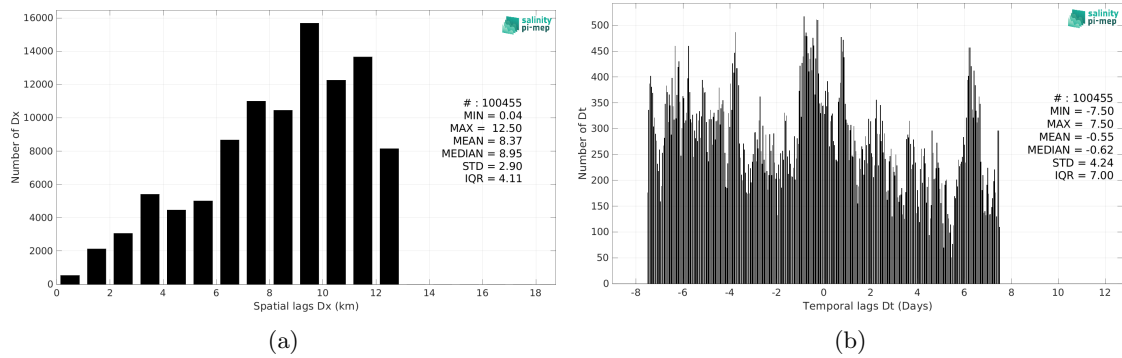 16000
14000
12000
10000
8000
6000
4000
2000
0
Number of Dx
0
2
4
6
8
10
12
14
16
18
Spatial lags Dx (km)
salinity
pi-mep
# : 100455
MIN = 0.04
MAX = 12.50
MEAN = 8.37
MEDIAN = 8.95
STD = 2.90
IQR = 4.11
(a)
500
450
400
350
300
250
200
150
100
50
0
Number of Dt
-8
-6
-4
-2
0
2
4
6
8
10
12
Temporal lags Dt (Days)
salinity
pi-mep
# : 100455
MIN = -7.50
MAX = 7.50
MEAN = -0.55
MEDIAN = -0.62
STD = 4.24
IQR = 7.00
(b)